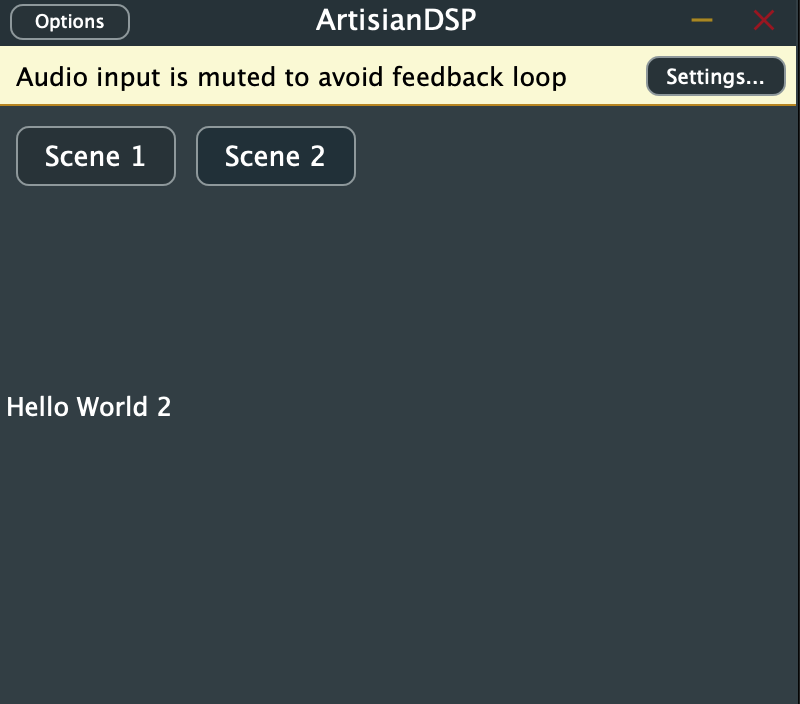 Options
ArtisianDSP
Audio input is muted to avoid feedback loop
Settings...
Scene 1
Scene 2
Hello World 2